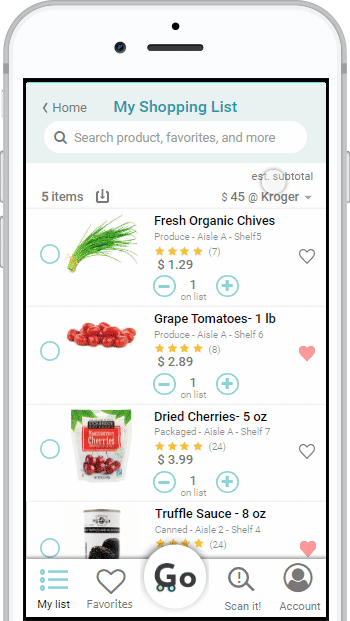 ‹ Home My Shopping List
Search product, favorites, and more
est. subtotal
5 items $ 45 @ Kroger
Fresh Organic Chives
Produce - Aisle A - Shelf5
(7)
$ 1.29
1
on list
Grape Tomatoes- 1 lb
Produce - Aisle A - Shelf 6
(8)
$ 2.89
1
on list
Cherries
Dried Cherries- 5 oz
Packaged - Aisle A - Shelf 7
(24)
$ 3.99
1
on list
Truffle Sauce - 8 oz
Canned - Aisle 2 - Shelf 4
(24)
My list Favorites Go Scan it! Account